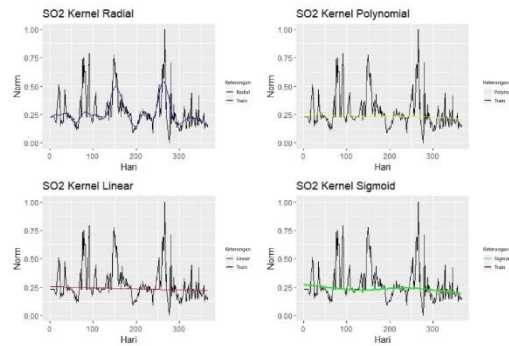 SO2 Kernel Radial
Norm
1.00
0.75
0.50
0.25
0.00
0
100
200
300
Hari
Keterangan
Radial
Train
SO2 Kernel Polynomial
Norm
1.00
0.75
0.50
0.25
0.00
0
100
200
300
Hari
Keterangan
Polyno
Train
SO2 Kernel Linear
Norm
1.00
0.75
0.50
0.25
0.00
0
100
200
300
Hari
Keterangan
Linear
Train
SO2 Kernel Sigmoid
Norm
1.00
0.75
0.50
0.25
0.00
0
100
200
300
Hari
Keterangan
Sigmoi
Train